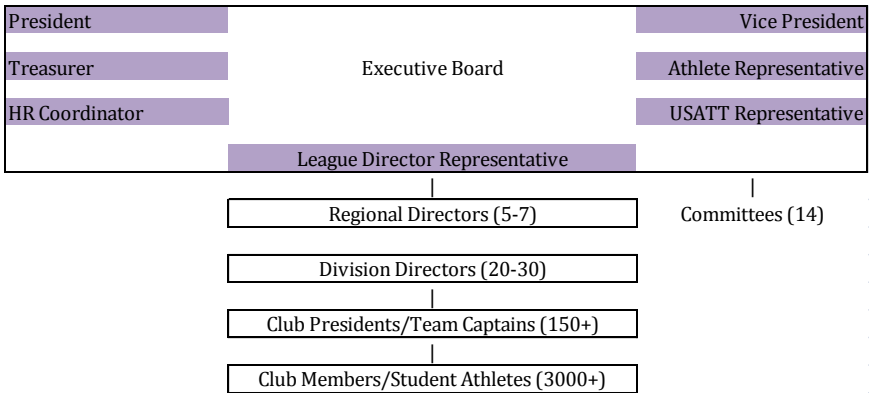 President
Vice President
Treasurer
Executive Board
Athlete Representative
HR Coordinator
USATT Representative
League Director Representative
Regional Directors (5-7)
Committees (14)
Division Directors (20-30)
Club Presidents/Team Captains (150+)
Club Members/Student Athletes (3000+)